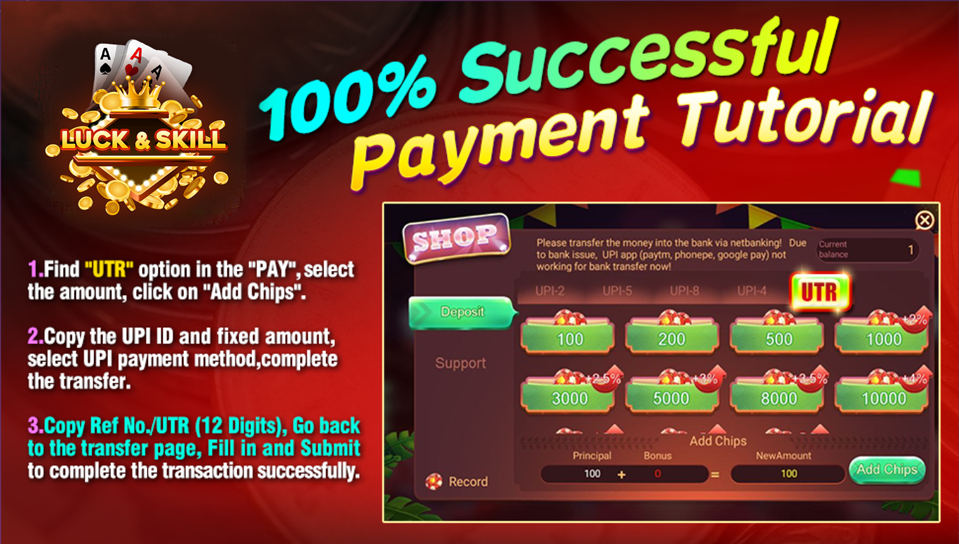 A A A
LUCK & SKILL
100% Successful
Payment Tutorial
1.Find "UTR" option in the "PAY", select
the amount, click on "Add Chips".
2.Copy the UPI ID and fixed amount,
select UPI payment method,complete
the transfer.
3.Copy Ref No./UTR (12 Digits), Go back
to the transfer page, Fill in and Submit
to complete the transaction successfully.
SHOP
Please transfer the money into the bank via netbanking! Due
to bank issue, UPI app (paytm, phonepe, google pay) not
working for bank transfer now!
Current
balance
1
UPI-2 UPI-5 UPI-8 UPI-4 UTR
Deposit
Support
Record
100 200 500 1000
+2.5% +3% +3.5% +4%
3000 5000 8000 10000
Add Chips
Principal Bonus NewAmount
100 + 0 = 100
Add Chips